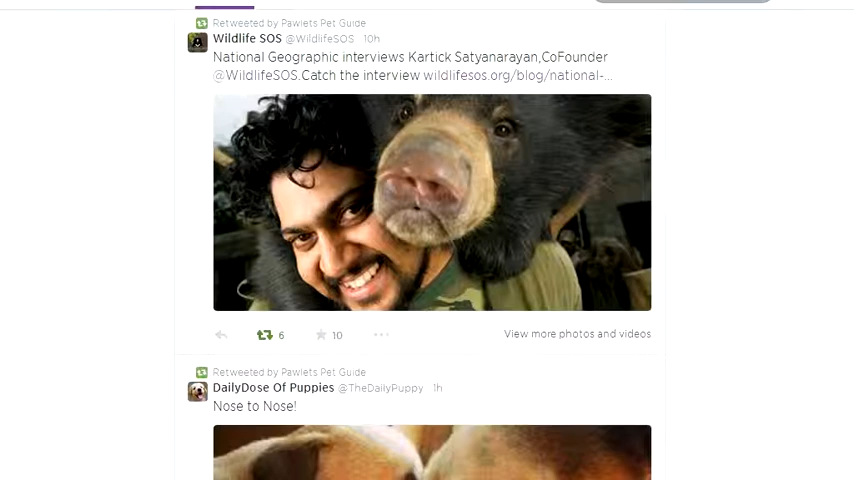 Retweeted by Pawlets Pet Guide
Wildlife SOS @WildlifeSOS 10h
National Geographic interviews Kartick Satyanarayan,CoFounder
@WildlifeSOS.Catch the interview wildlifesos.org/blog/national-...
6 10 View more photos and videos
Retweeted by Pawlets Pet Guide
DailyDose Of Puppies @TheDailyPuppy 1h
Nose to Nose!